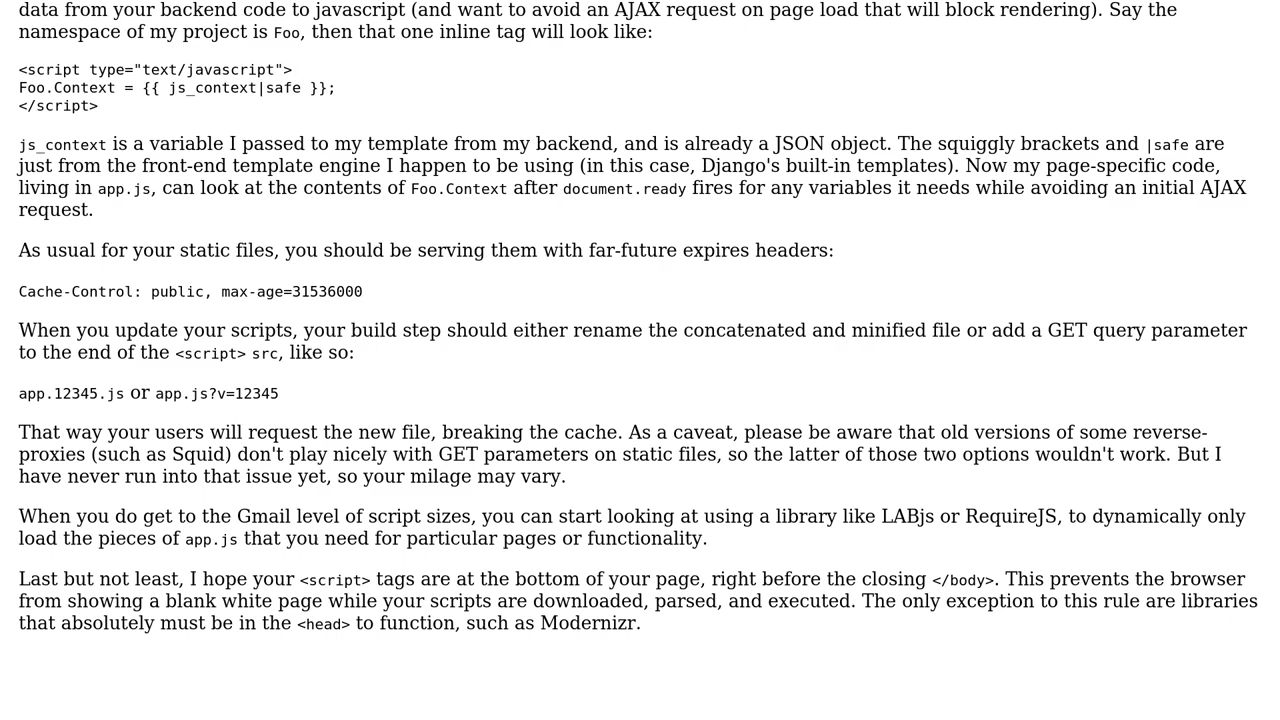 data from your backend code to javascript (and want to avoid an AJAX request on page load that will block rendering). Say the
namespace of my project is Foo, then that one inline tag will look like:
<script type="text/javascript">
Foo.Context = {{ js_context|safe }};
</script>
js_context is a variable I passed to my template from my backend, and is already a JSON object. The squiggly brackets and |safe are
just from the front-end template engine I happen to be using (in this case, Django's built-in templates). Now my page-specific code,
living in app.js, can look at the contents of Foo.Context after document.ready fires for any variables it needs while avoiding an initial AJAX
request.
As usual for your static files, you should be serving them with far-future expires headers:
Cache-Control: public, max-age=31536000
When you update your scripts, your build step should either rename the concatenated and minified file or add a GET query parameter
to the end of the <script> src, like so:
app.12345.js or app.js?v=12345
That way your users will request the new file, breaking the cache. As a caveat, please be aware that old versions of some reverse-
proxies (such as Squid) don't play nicely with GET parameters on static files, so the latter of those two options wouldn't work. But I
have never run into that issue yet, so your milage may vary.
When you do get to the Gmail level of script sizes, you can start looking at using a library like LABjs or RequireJS, to dynamically only
load the pieces of app.js that you need for particular pages or functionality.
Last but not least, I hope your <script> tags are at the bottom of your page, right before the closing </body>. This prevents the browser
from showing a blank white page while your scripts are downloaded, parsed, and executed. The only exception to this rule are libraries
that absolutely must be in the <head> to function, such as Modernizr.